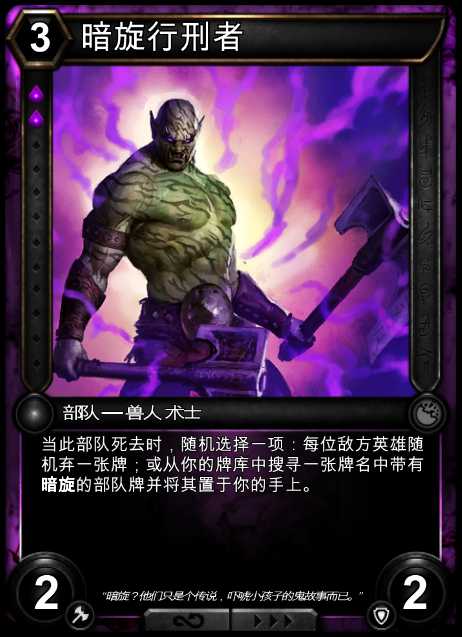 3 暗旋行刑者
部队 — 兽人 术士
当此部队死去时，随机选择一项：每位敌方英雄随
机弃一张牌；或从你的牌库中搜寻一张牌名中带有
暗旋的部队牌并将其置于你的手上。
2
“暗旋？他们只是个传说，吓唬小孩子的鬼故事而已。”
2